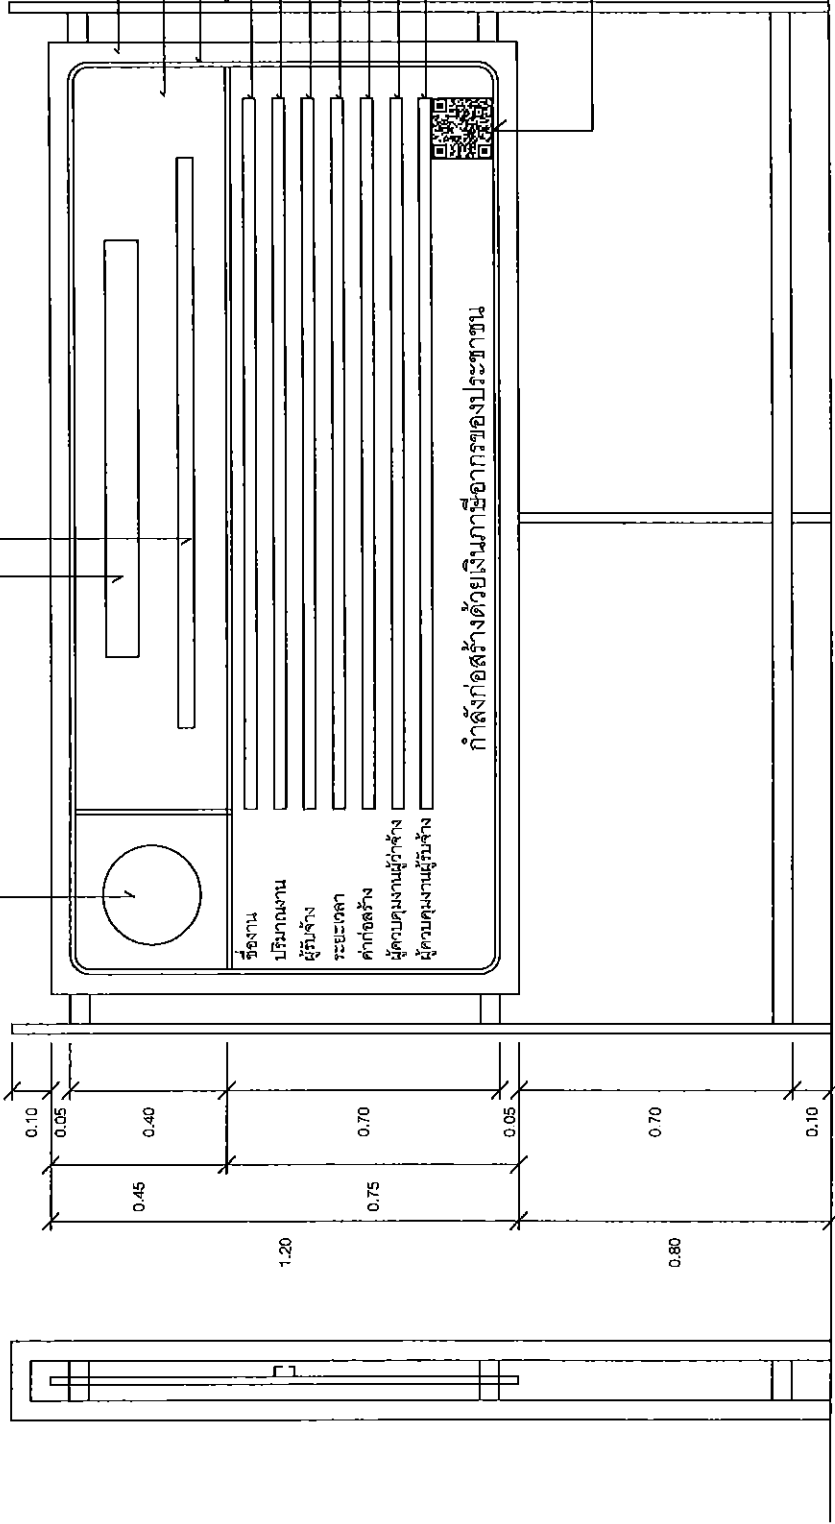 ชื่องาน
ปริมาณงาน
ผู้รับจ้าง
ระยะเวลา
ค่าก่อสร้าง
ผู้ควบคุมงานผู้ว่าจ้าง
ผู้ควบคุมงานผู้รับจ้าง
กำลังก่อสร้างด้วยเงินภาษีอากรของประชาชน
0.10
0.05
0.40
0.70
0.05
0.70
0.10
0.45
0.75
1.20
0.80